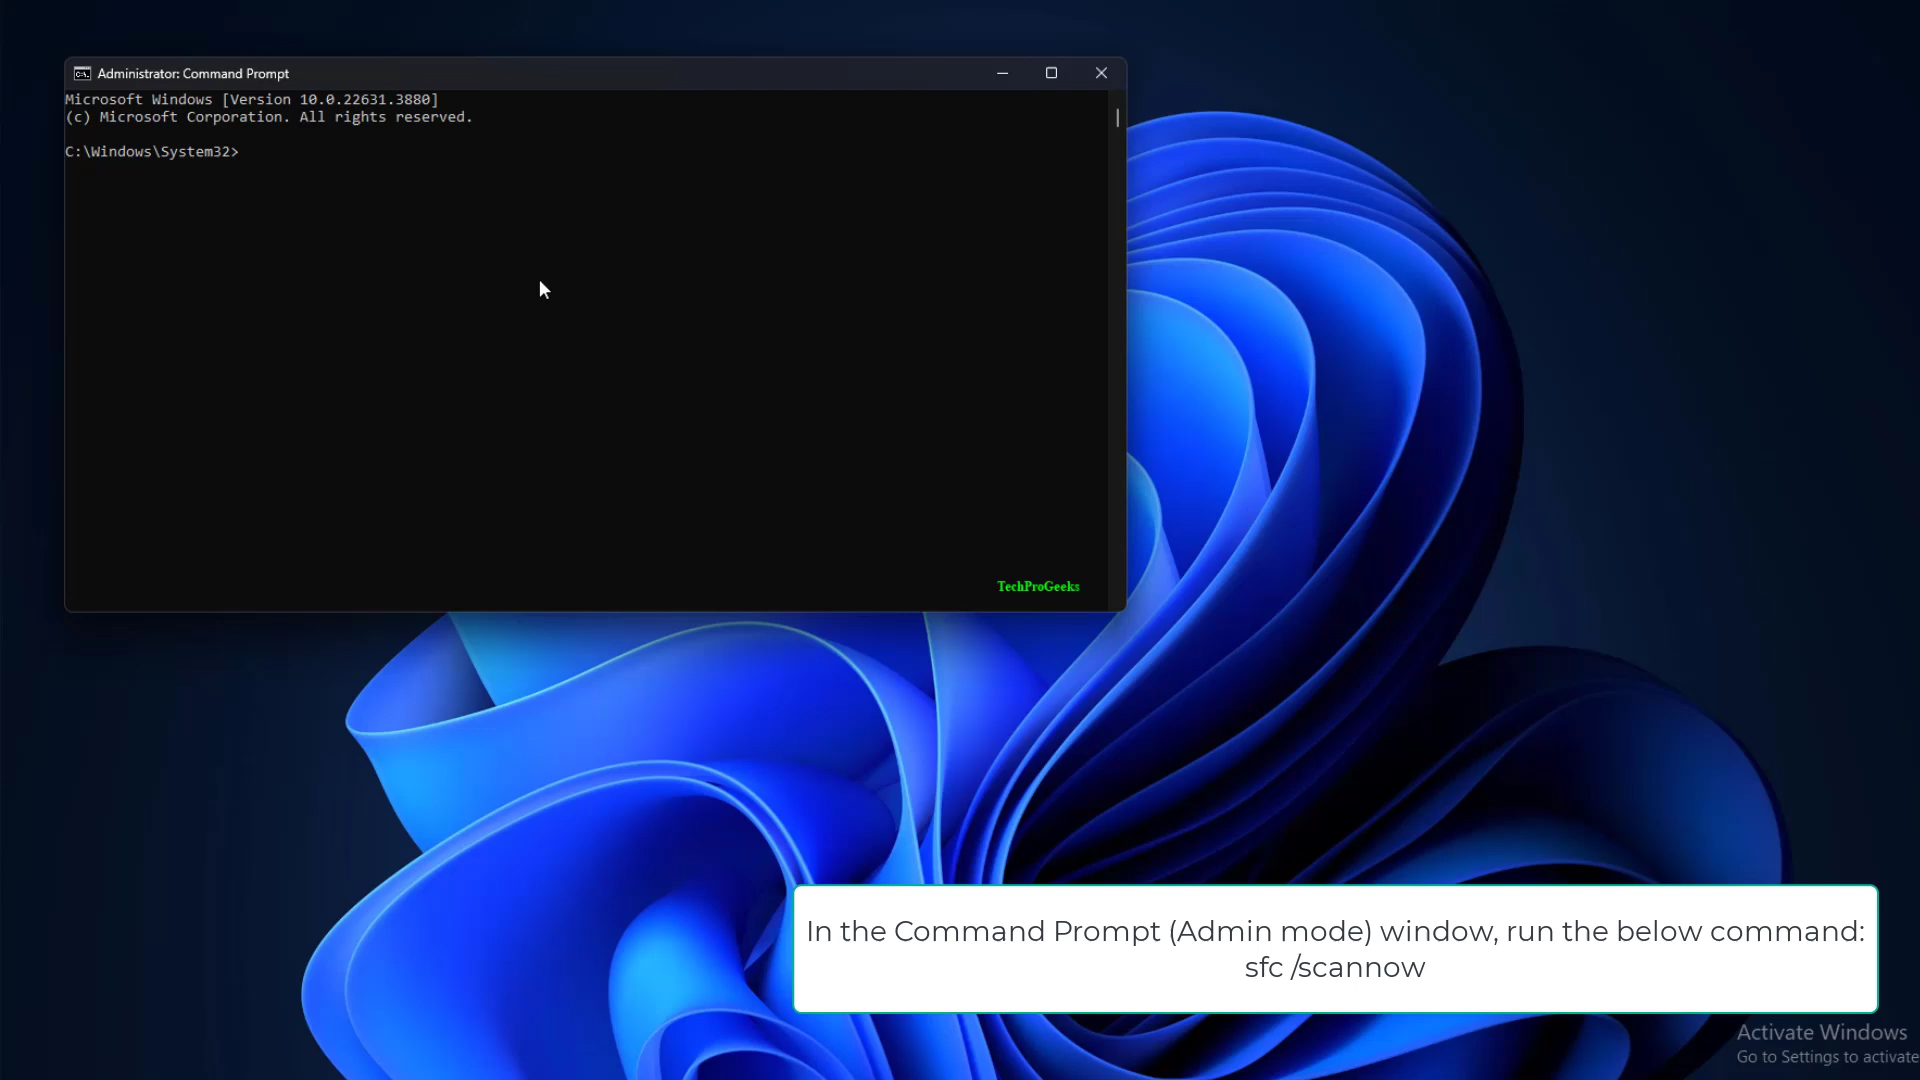 Administrator: Command Prompt
Microsoft Windows [Version 10.0.22631.3880]
(c) Microsoft Corporation. All rights reserved.
C:\Windows\System32>
TechProGeeks
In the Command Prompt (Admin mode) window, run the below command:
sfc /scannow
Activate Windows
Go to Settings to activate